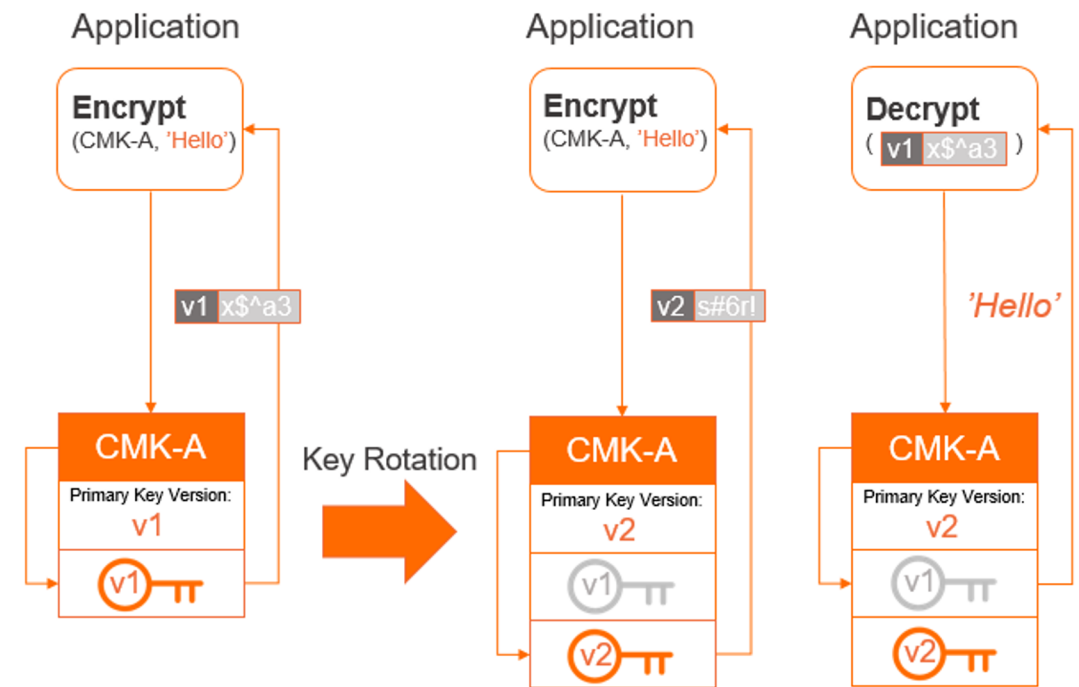 Application
Encrypt
(CMK-A, 'Hello')
v1 x$^a3
CMK-A
Primary Key Version:
v1
v1
Key Rotation
Application
Encrypt
(CMK-A, 'Hello')
v2 s#6r!
CMK-A
Primary Key Version:
v2
v1
v2
Application
Decrypt
( v1 x$^a3 )
'Hello'
CMK-A
Primary Key Version:
v2
v1
v2